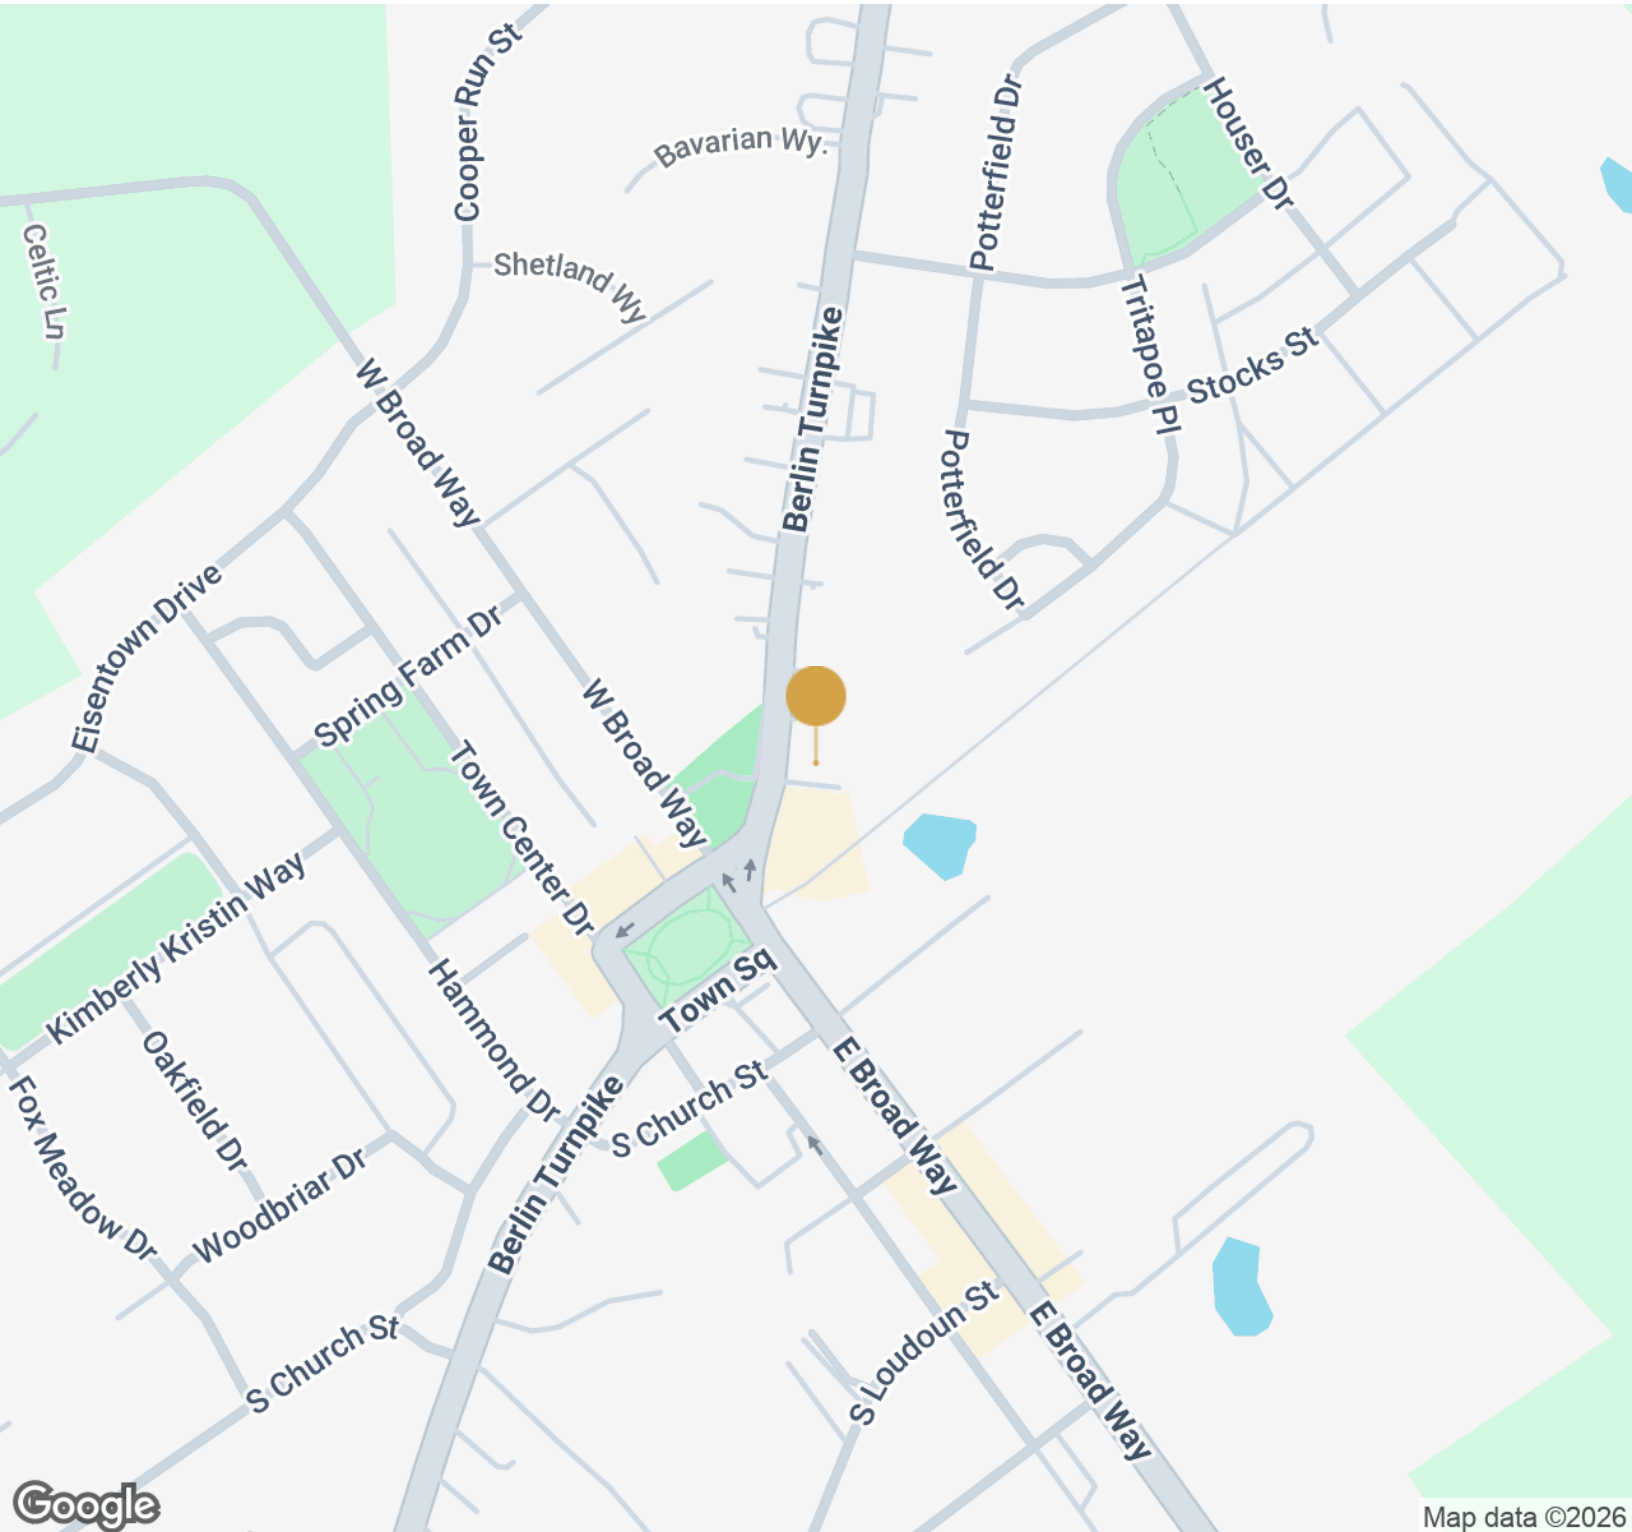 Cooper Run St
Bavarian Wy.
Potterfield Dr
Houser Dr
Celtic Ln
Shetland Wy
Berlin Turnpike
Tritapoe Pl
Stocks St
W Broad Way
Potterfield Dr
Eisentown Drive
Spring Farm Dr
W Broad Way
Town Center Dr
Kimberly Kristin Way
Town Sq
Hammond Dr
Oakfield Dr
Fox Meadow Dr
S Church St
E Broad Way
Woodbriar Dr
Berlin Turnpike
S Church St
S Loudoun St
E Broad Way
Google
Map data ©2026